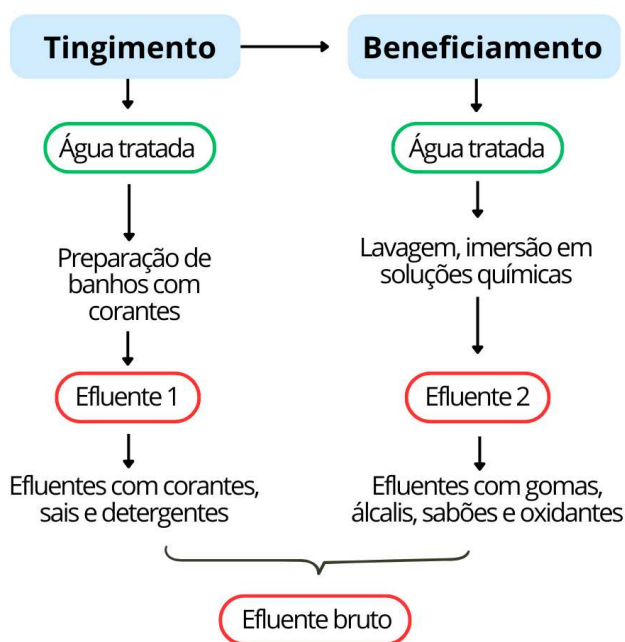 Tingimento
Beneficiamento
Água tratada
Água tratada
Preparação de
banhos com
corantes
Lavagem, imersão em
soluções químicas
Efluente 1
Efluente 2
Efluentes com corantes,
sais e detergentes
Efluentes com gomas,
álcalis, sabões e oxidantes
Efluente bruto